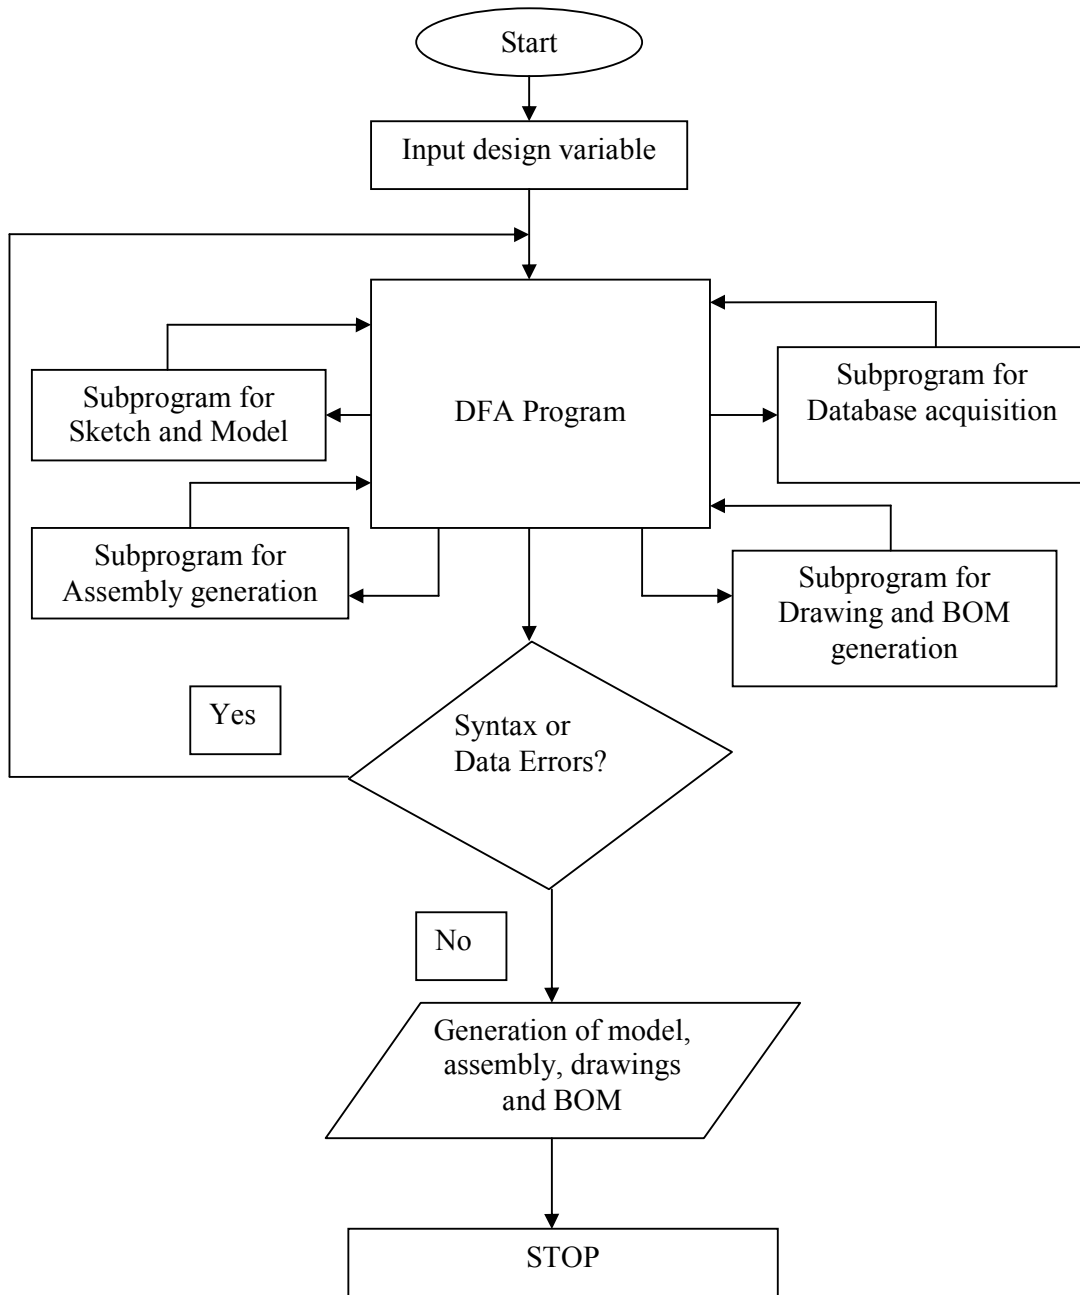 Start
Input design variable
Subprogram for
Sketch and Model
DFA Program
Subprogram for
Database acquisition
Subprogram for
Assembly generation
Subprogram for
Drawing and BOM
generation
Yes
Syntax or
Data Errors?
No
Generation of model,
assembly, drawings
and BOM
STOP